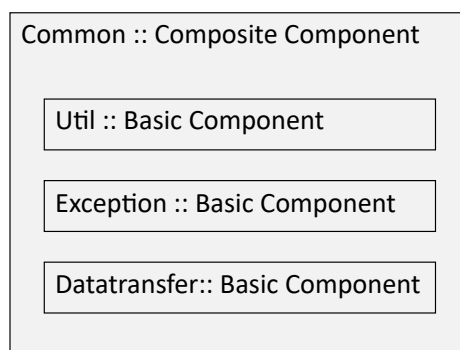 Common :: Composite Component
Util :: Basic Component
Exception :: Basic Component
Datatransfer:: Basic Component